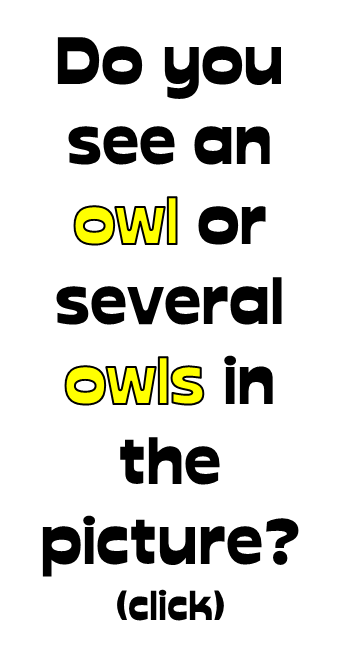 Do you
see an
owl or
several
owls in
the
picture?
(click)